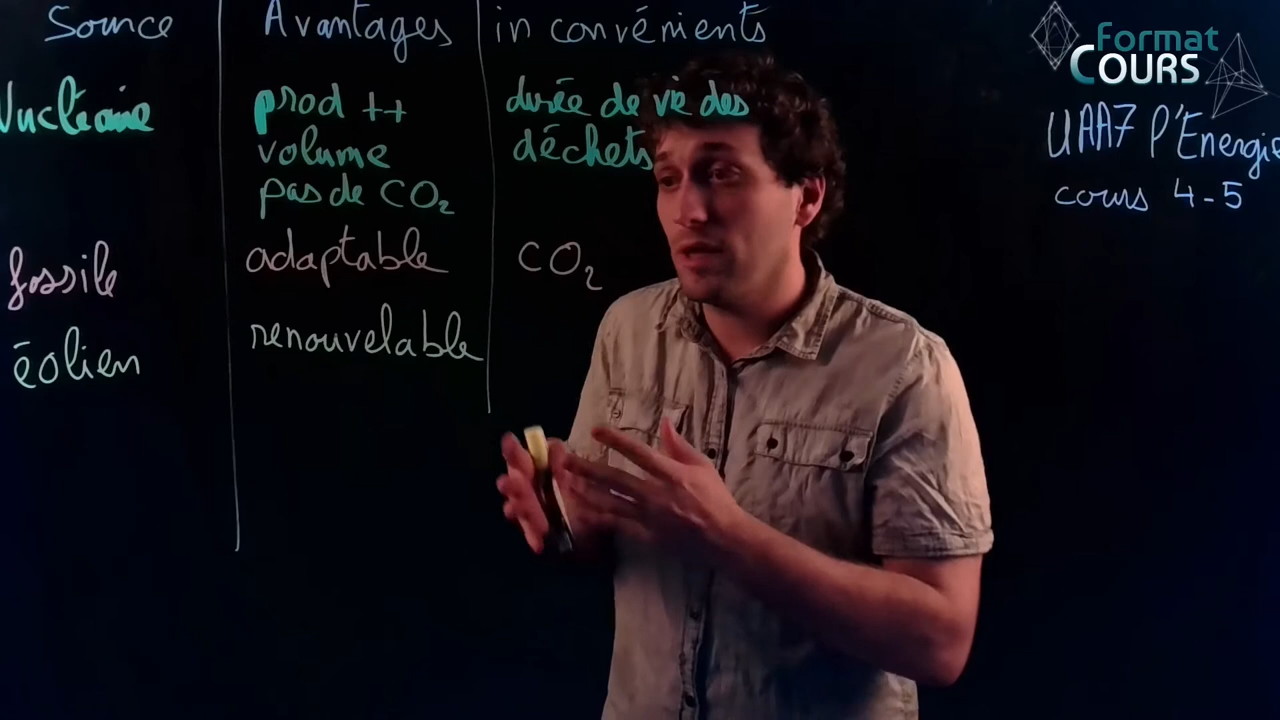 Source Avantages in convénients
Nucléaire prod ++ durée de vie des
volume déchets
pas de CO₂
fossile adaptable CO₂
éolien renouvelable
Format
COURS
UAA7 l'Energie
cours 4-5